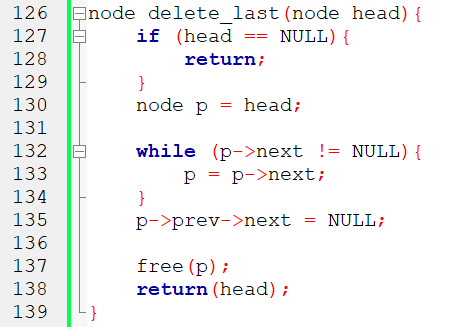 126 node delete_last(node head){
127     if (head == NULL){
128         return;
129     }
130     node p = head;
131
132     while (p->next != NULL){
133         p = p->next;
134     }
135     p->prev->next = NULL;
136
137     free(p);
138     return(head);
139 }